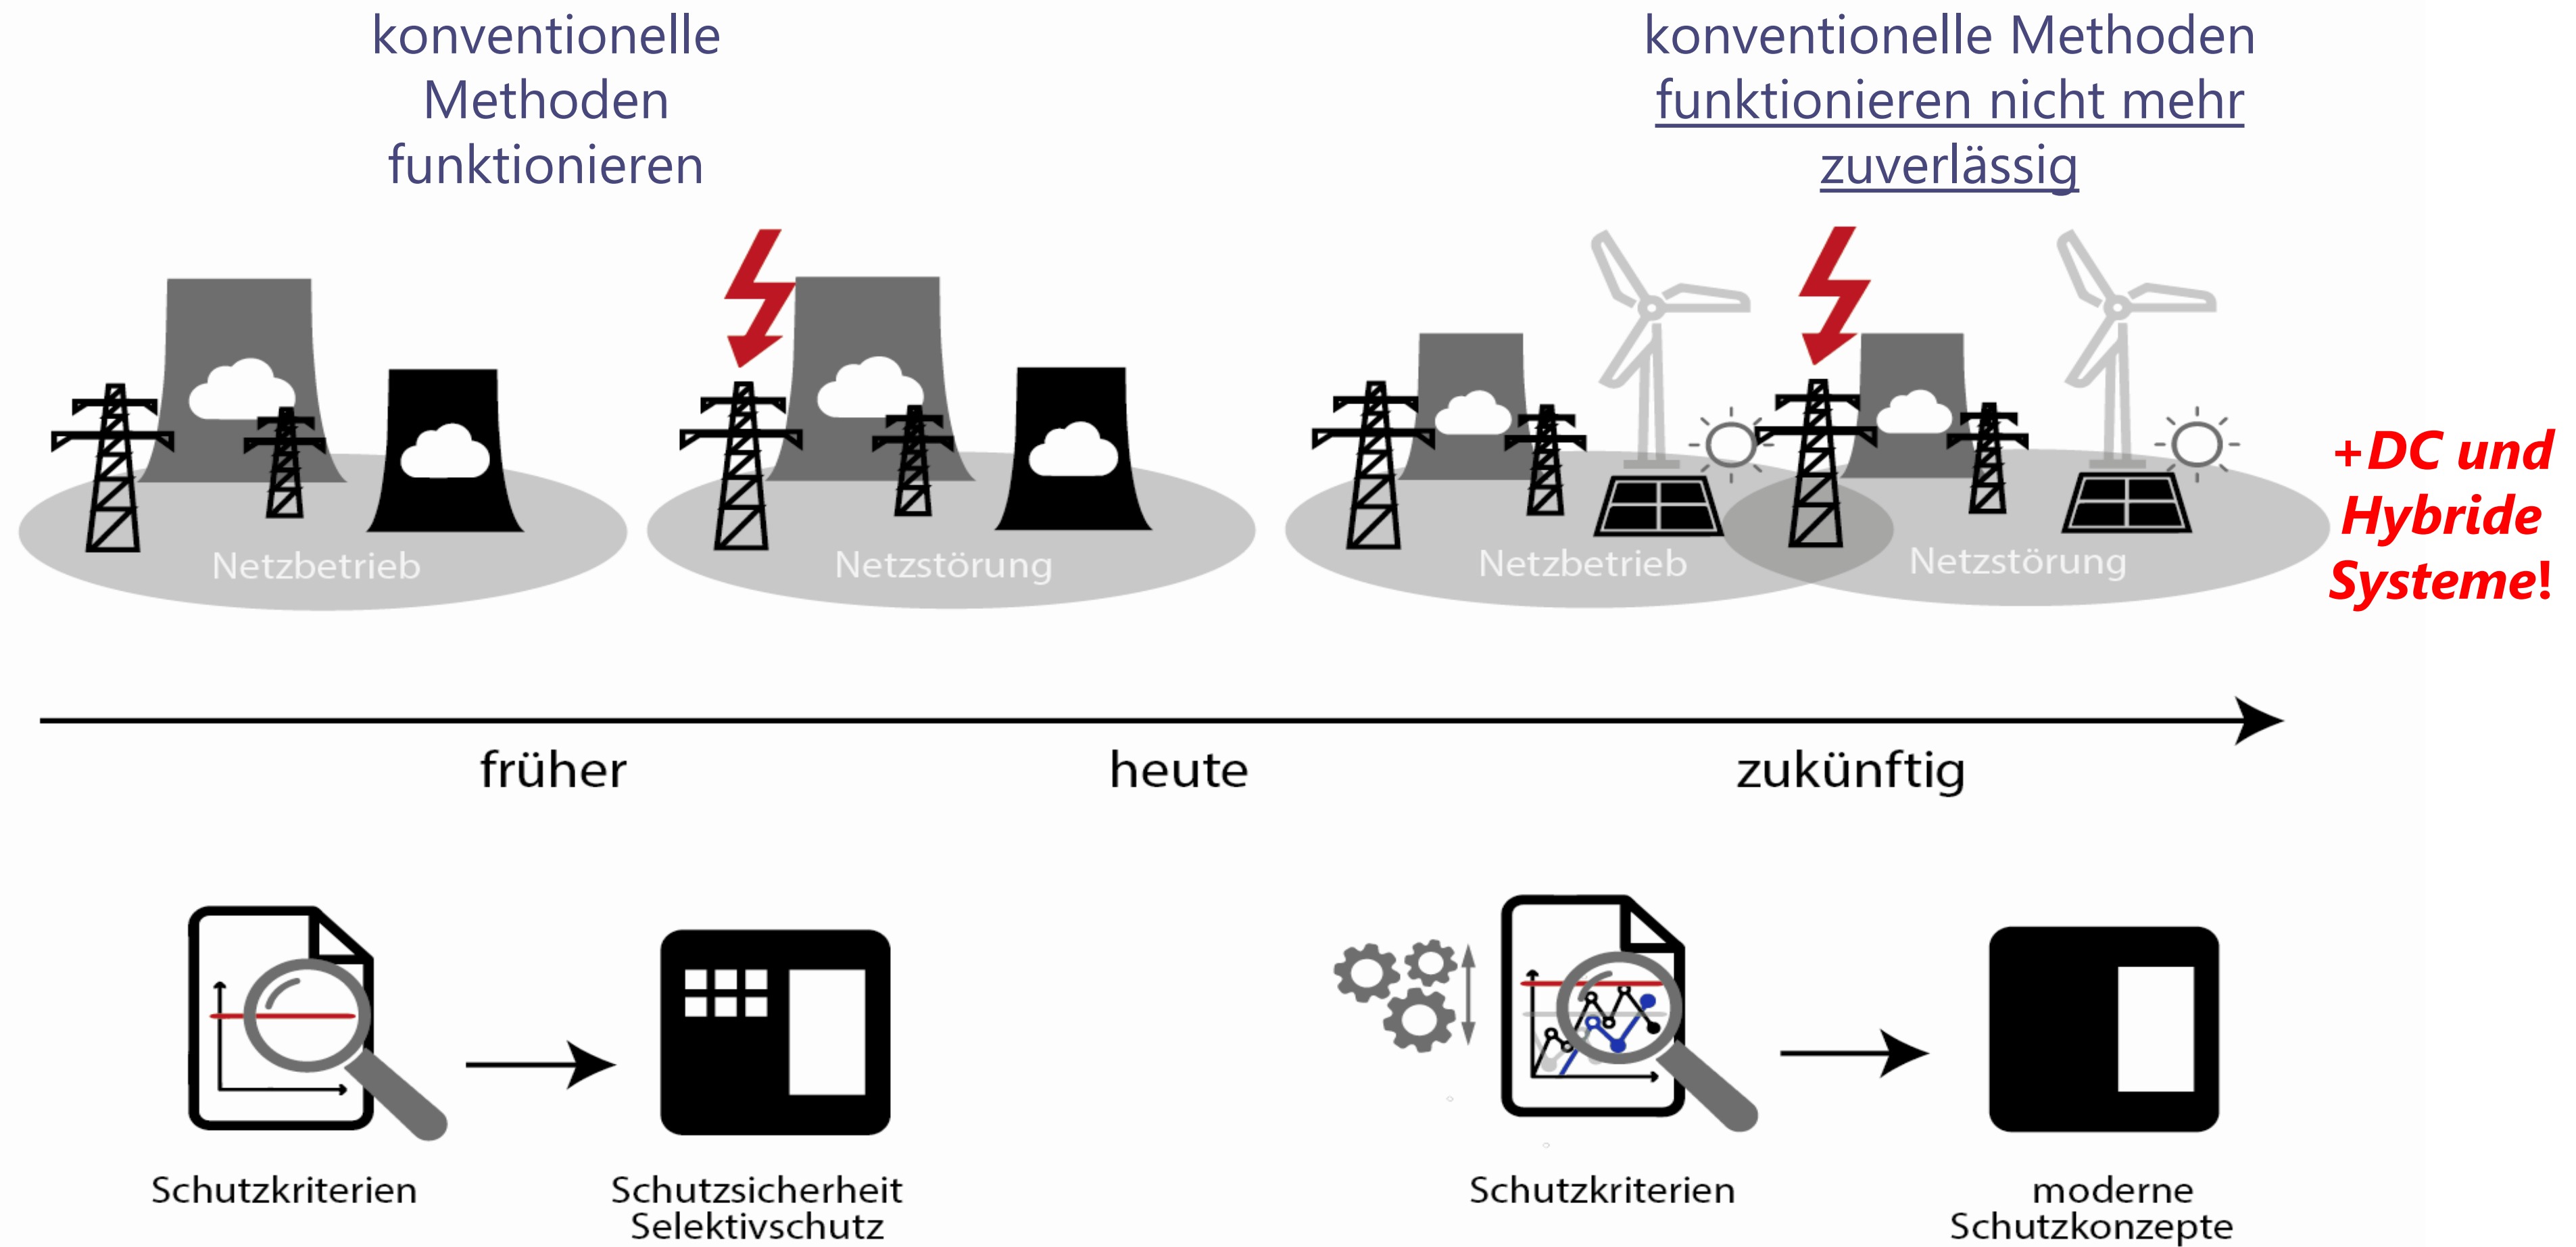 konventionelle
Methoden
funktionieren
konventionelle Methoden
funktionieren nicht mehr
zuverlässig
Netzbetrieb
Netzstörung
Netzbetrieb
Netzstörung
+DC und
Hybride
Systeme!
früher
heute
zukünftig
Schutzkriterien
Schutzsicherheit
Selektivschutz
Schutzkriterien
moderne
Schutzkonzepte